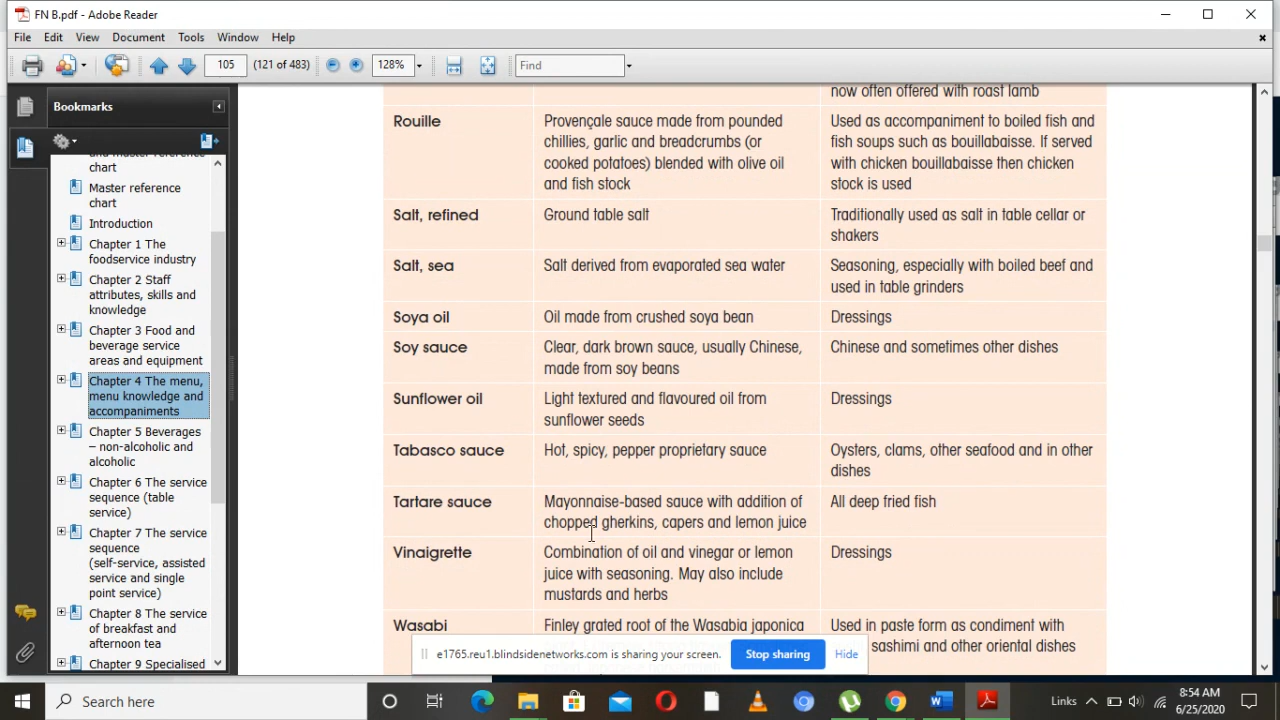 FN B.pdf - Adobe Reader
File Edit View Document Tools Window Help
105 (121 of 483) 128% Find
Bookmarks
and master reference
chart
Master reference
chart
Introduction
Chapter 1 The
foodservice industry
Chapter 2 Staff
attributes, skills and
knowledge
Chapter 3 Food and
beverage service
areas and equipment
Chapter 4 The menu,
menu knowledge and
accompaniments
Chapter 5 Beverages
– non-alcoholic and
alcoholic
Chapter 6 The service
sequence (table
service)
Chapter 7 The service
sequence
(self-service, assisted
service and single
point service)
Chapter 8 The service
of breakfast and
afternoon tea
Chapter 9 Specialised
now often offered with roast lamb
Rouille
Provençale sauce made from pounded
chillies, garlic and breadcrumbs (or
cooked potatoes) blended with olive oil
and fish stock
Used as accompaniment to boiled fish and
fish soups such as bouillabaisse. If served
with chicken bouillabaisse then chicken
stock is used
Salt, refined
Ground table salt
Traditionally used as salt in table cellar or
shakers
Salt, sea
Salt derived from evaporated sea water
Seasoning, especially with boiled beef and
used in table grinders
Soya oil
Oil made from crushed soya bean
Dressings
Soy sauce
Clear, dark brown sauce, usually Chinese,
made from soy beans
Chinese and sometimes other dishes
Sunflower oil
Light textured and flavoured oil from
sunflower seeds
Dressings
Tabasco sauce
Hot, spicy, pepper proprietary sauce
Oysters, clams, other seafood and in other
dishes
Tartare sauce
Mayonnaise-based sauce with addition of
chopped gherkins, capers and lemon juice
All deep fried fish
Vinaigrette
Combination of oil and vinegar or lemon
juice with seasoning. May also include
mustards and herbs
Dressings
Wasabi
Finley grated root of the Wasabia japonica
Used in paste form as condiment with
sashimi and other oriental dishes
e1765.reu1.blindsidenetworks.com is sharing your screen. Stop sharing Hide
Search here
Links
8:54 AM
6/25/2020